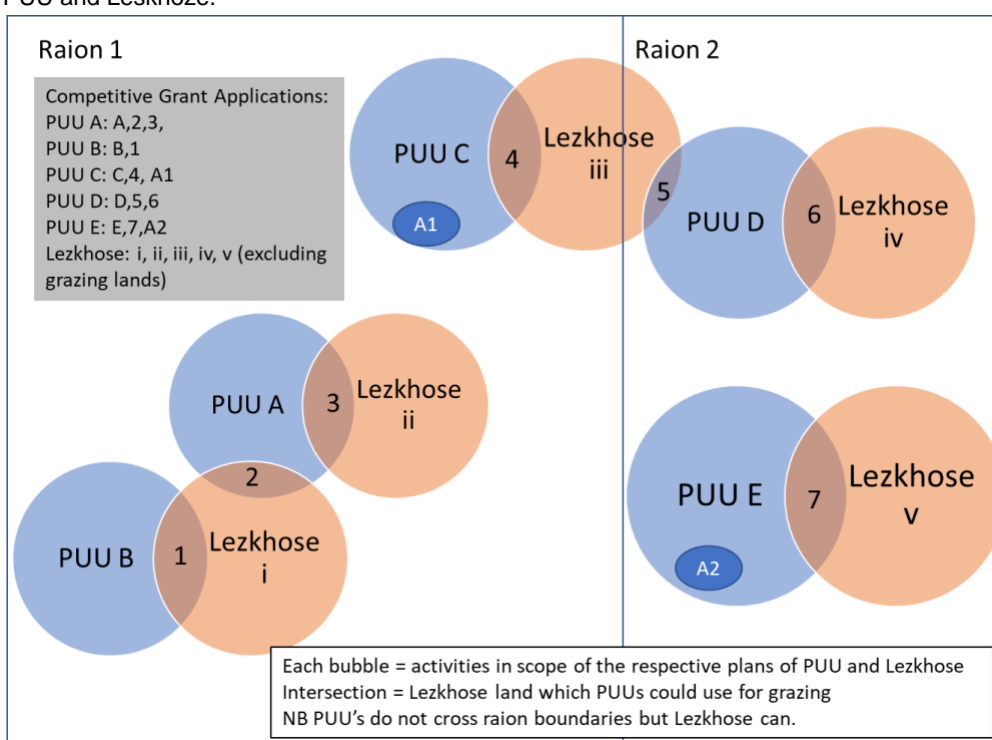 PUU and Leskhoze.
Raion 1
Raion 2
Competitive Grant Applications:
PUU A: A,2,3,
PUU B: B,1
PUU C: C,4, A1
PUU D: D,5,6
PUU E: E,7,A2
Lezkhose: i, ii, iii, iv, v (excluding
grazing lands)
PUU C
4
Lezkhose
iii
A1
5
PUU D
6
Lezkhose
iv
PUU A
3
Lezkhose
ii
2
PUU B
1
Lezkhose
i
PUU E
7
Lezkhose
v
A2
Each bubble = activities in scope of the respective plans of PUU and Lezkhose
Intersection = Lezkhose land which PUUs could use for grazing
NB PUU's do not cross raion boundaries but Lezkhose can.